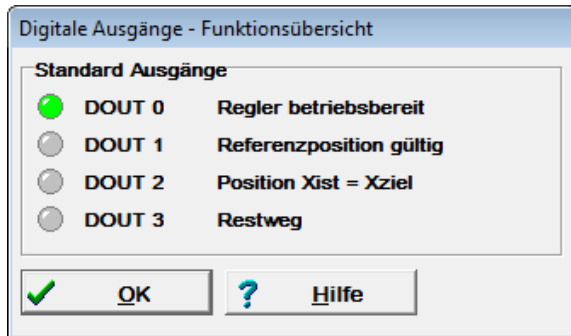 Digitale Ausgänge - Funktionsübersicht
Standard Ausgänge
DOUT 0 Regler betriebsbereit
DOUT 1 Referenzposition gültig
DOUT 2 Position Xist = Xziel
DOUT 3 Restweg
OK ? Hilfe